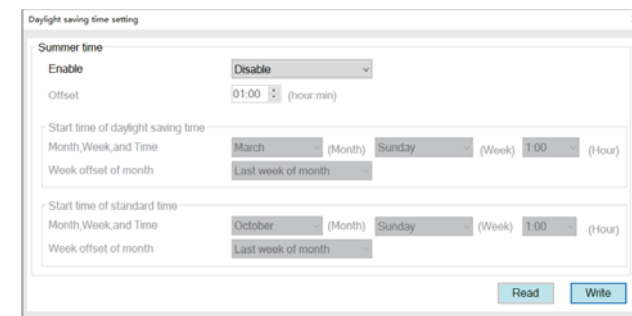 Daylight saving time setting
Summer time
Enable Disable
Offset 01:00 (hour:min)
Start time of daylight saving time
Month,Week,and Time March (Month) Sunday (Week) 1:00 (Hour)
Week offset of month Last week of month
Start time of standard time
Month,Week,and Time October (Month) Sunday (Week) 1:00 (Hour)
Week offset of month Last week of month
Read Write